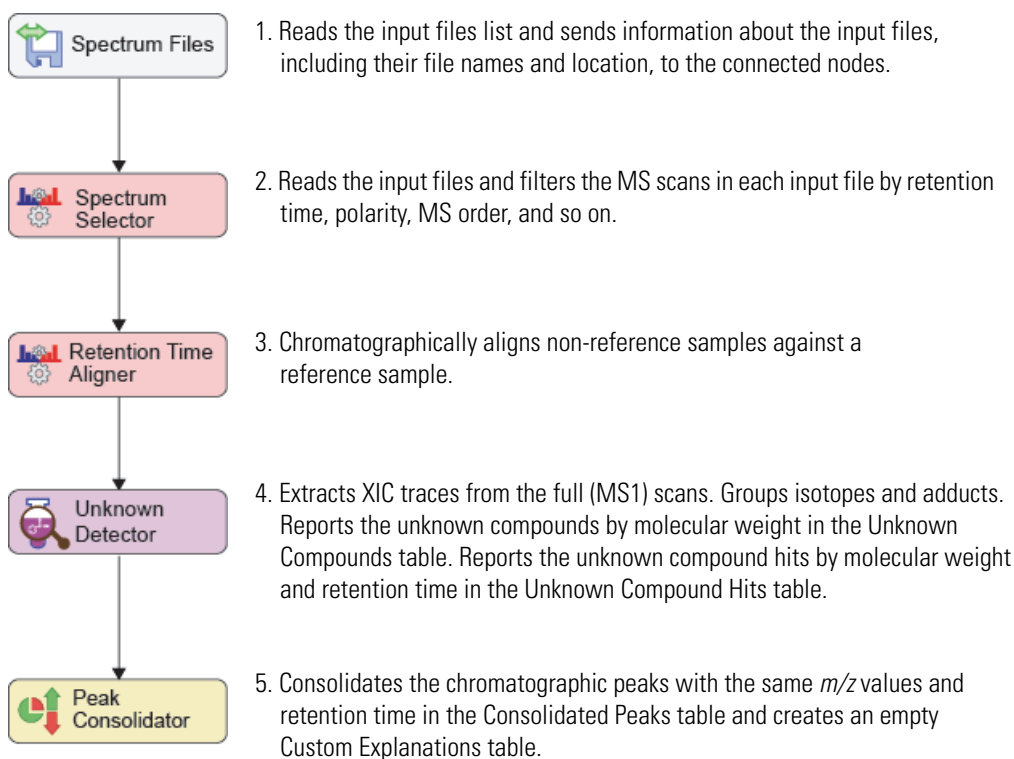 Spectrum Files
1. Reads the input files list and sends information about the input files,
including their file names and location, to the connected nodes.
Spectrum
Selector
2. Reads the input files and filters the MS scans in each input file by retention
time, polarity, MS order, and so on.
Retention Time
Aligner
3. Chromatographically aligns non-reference samples against a
reference sample.
Unknown
Detector
4. Extracts XIC traces from the full (MS1) scans. Groups isotopes and adducts.
Reports the unknown compounds by molecular weight in the Unknown
Compounds table. Reports the unknown compound hits by molecular weight
and retention time in the Unknown Compound Hits table.
Peak
Consolidator
5. Consolidates the chromatographic peaks with the same m/z values and
retention time in the Consolidated Peaks table and creates an empty
Custom Explanations table.